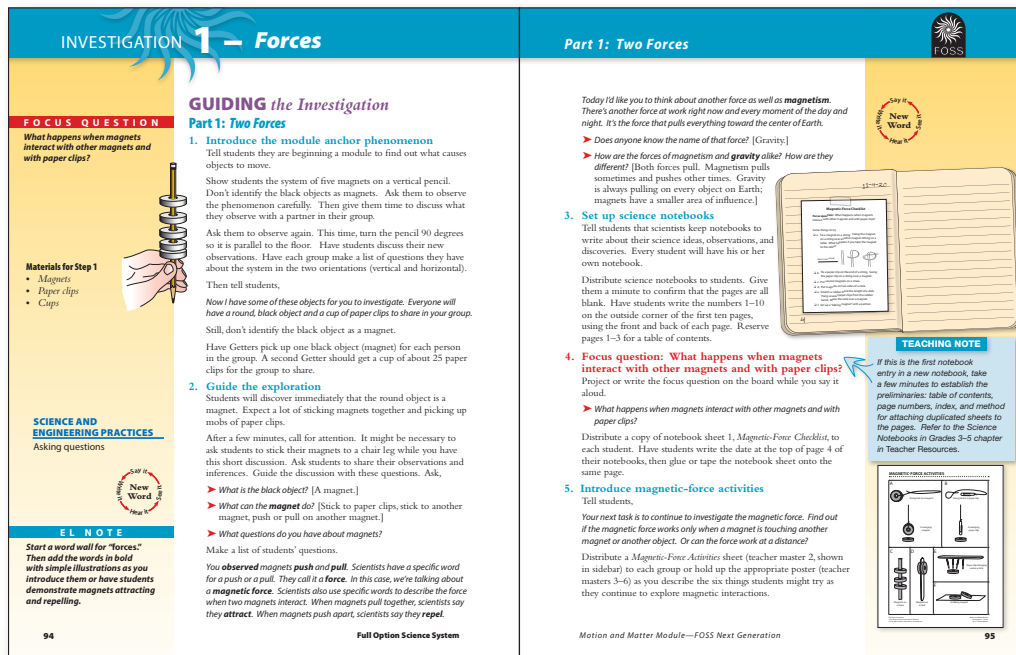 INVESTIGATION 1 – Forces
FOCUS QUESTION
What happens when magnets
interact with other magnets and
with paper clips?
Materials for Step 1
• Magnets
• Paper clips
• Cups
SCIENCE AND
ENGINEERING PRACTICES
Asking questions
Say it
See it
Hear it
Write it
New
Word
EL NOTE
Start a word wall for “forces.”
Then add the words in bold
with simple illustrations as you
introduce them or have students
demonstrate magnets attracting
and repelling.
GUIDING the Investigation
Part 1: Two Forces
1. Introduce the module anchor phenomenon
Tell students they are beginning a module to find out what causes
objects to move.
Show students the system of five magnets on a vertical pencil.
Don’t identify the black objects as magnets. Ask them to observe
the phenomenon carefully. Then give them time to discuss what
they observe with a partner in their group.
Ask them to observe again. This time, turn the pencil 90 degrees
so it is parallel to the floor. Have students discuss their new
observations. Have each group make a list of questions they have
about the system in the two orientations (vertical and horizontal).
Then tell students,
Now I have some of these objects for you to investigate. Everyone will
have a round, black object and a cup of paper clips to share in your group.
Still, don’t identify the black object as a magnet.
Have Getters pick up one black object (magnet) for each person
in the group. A second Getter should get a cup of about 25 paper
clips for the group to share.
2. Guide the exploration
Students will discover immediately that the round object is a
magnet. Expect a lot of sticking magnets together and picking up
mobs of paper clips.
After a few minutes, call for attention. It might be necessary to
ask students to stick their magnets to a chair leg while you have
this short discussion. Ask students to share their observations and
inferences. Guide the discussion with these questions. Ask,
➤ What is the black object? [A magnet.]
➤ What can the magnet do? [Stick to paper clips, stick to another
magnet, push or pull on another magnet.]
➤ What questions do you have about magnets?
Make a list of students’ questions.
You observed magnets push and pull. Scientists have a specific word
for a push or a pull. They call it a force. In this case, we’re talking about
a magnetic force. Scientists also use specific words to describe the force
when two magnets interact. When magnets pull together, scientists say
they attract. When magnets push apart, scientists say they repel.
94
Full Option Science System
Part 1: Two Forces
FOSS
Today I’d like you to think about another force as well as magnetism.
There’s another force at work right now and every moment of the day and
night. It’s the force that pulls everything toward the center of Earth.
➤ Does anyone know the name of that force? [Gravity.]
➤ How are the forces of magnetism and gravity alike? How are they
different? [Both forces pull. Magnetism pulls
sometimes and pushes other times. Gravity
is always pulling on every object on Earth;
magnets have a smaller area of influence.]
3. Set up science notebooks
Tell students that scientists keep notebooks to
write about their science ideas, observations, and
discoveries. Every student will have his or her
own notebook.
Distribute science notebooks to students. Give
them a minute to confirm that the pages are all
blank. Have students write the numbers 1–10
on the outside corner of the first ten pages,
using the front and back of each page. Reserve
pages 1–3 for a table of contents.
4. Focus question: What happens when magnets
interact with other magnets and with paper clips?
Project or write the focus question on the board while you say it
aloud.
➤ What happens when magnets interact with other magnets and with
paper clips?
Distribute a copy of notebook sheet 1, Magnetic-Force Checklist, to
each student. Have students write the date at the top of page 4 of
their notebooks, then glue or tape the notebook sheet onto the
same page.
5. Introduce magnetic-force activities
Tell students,
Your next task is to continue to investigate the magnetic force. Find out
if the magnetic force works only when a magnet is touching another
magnet or another object. Or can the force work at a distance?
Distribute a Magnetic-Force Activities sheet (teacher master 2, shown
in sidebar) to each group or hold up the appropriate poster (teacher
masters 3–6) as you describe the six things students might try as
they continue to explore magnetic interactions.
Say it
See it
Hear it
Write it
New
Word
Magnetic-Force Checklist
4
TEACHING NOTE
If this is the first notebook
entry in a new notebook, take
a few minutes to establish the
preliminaries: table of contents,
page numbers, index, and method
for attaching duplicated sheets to
the pages. Refer to the Science
Notebooks in Grades 3–5 chapter
in Teacher Resources.
MAGNETIC-FORCE ACTIVITIES
A
B
C
D
E
Motion and Matter Module—FOSS Next Generation
95